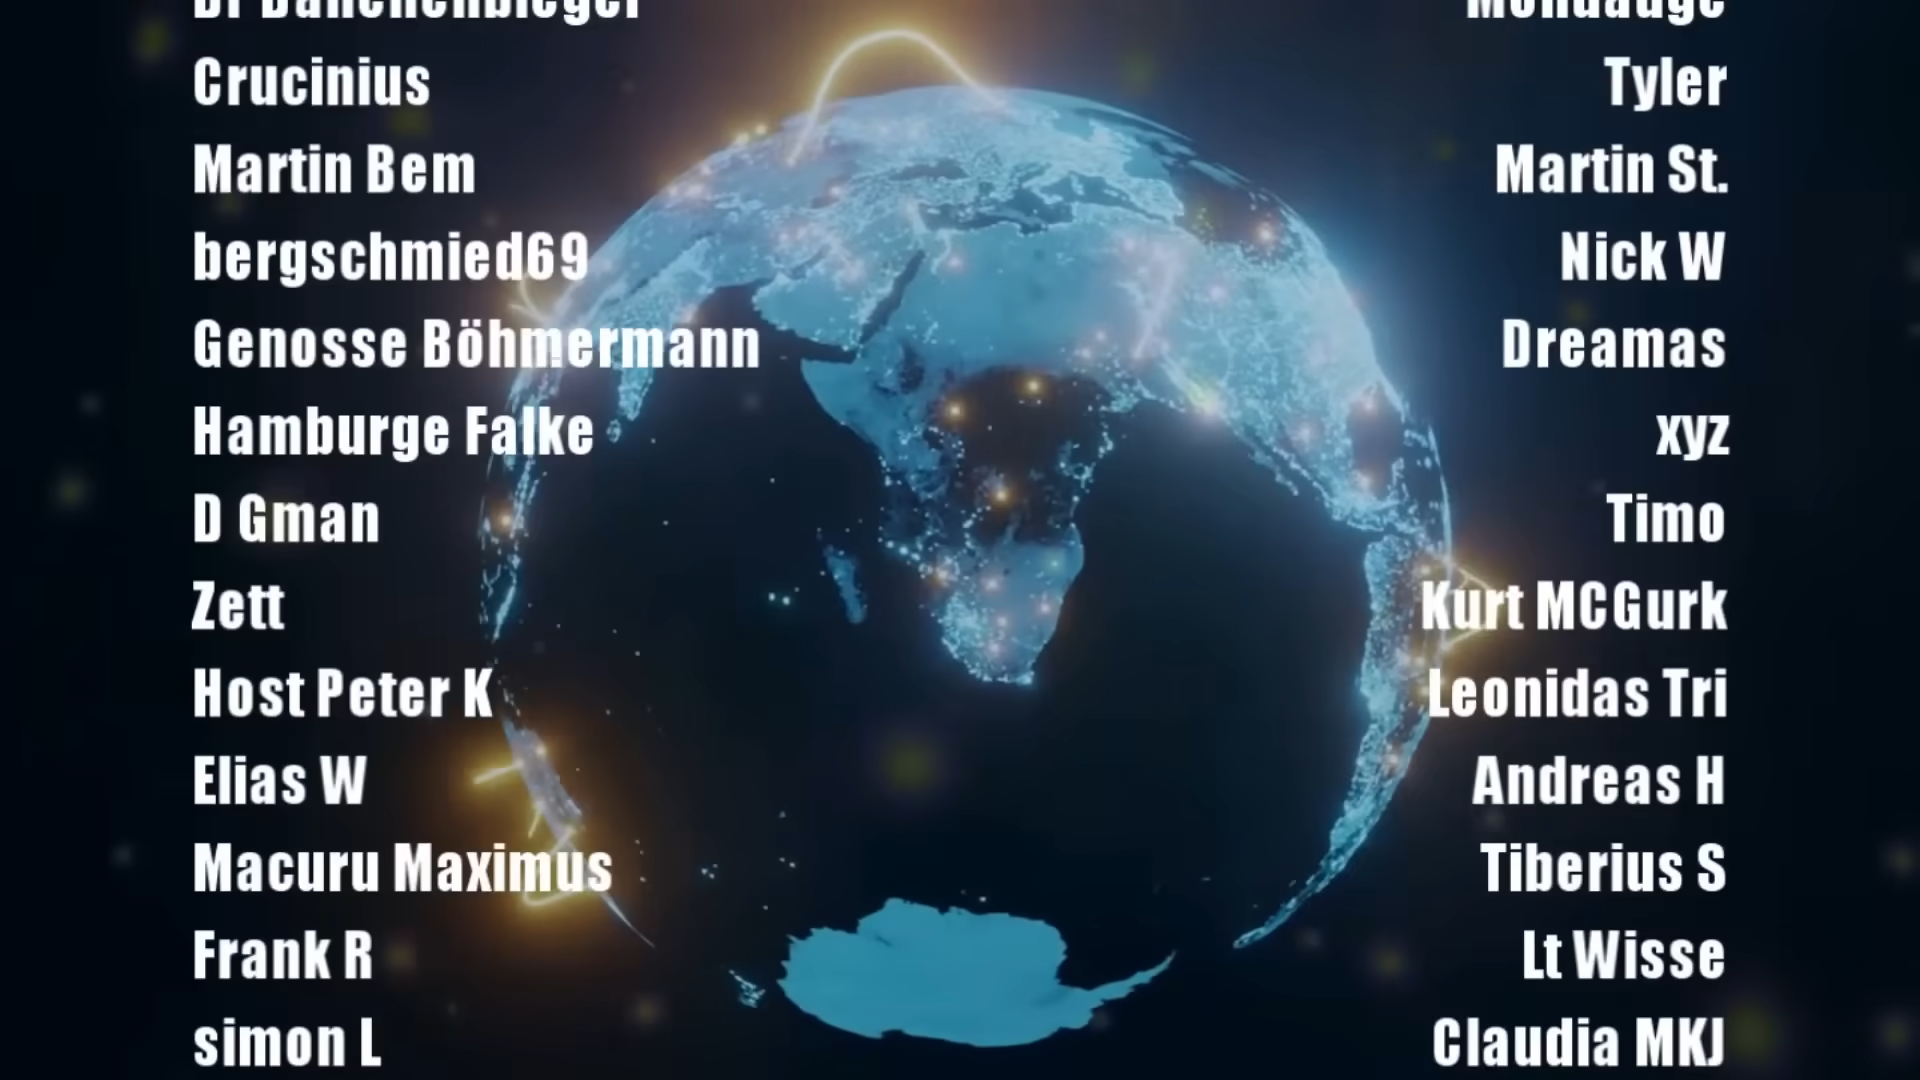 Crucinius
Martin Bem
bergschmied69
Genosse Böhmermann
Hamburge Falke
D Gman
Zett
Host Peter K
Elias W
Macuru Maximus
Frank R
simon L
Tyler
Martin St.
Nick W
Dreamas
xyz
Timo
Kurt MCGurk
Leonidas Tri
Andreas H
Tiberius S
Lt Wisse
Claudia MKJ